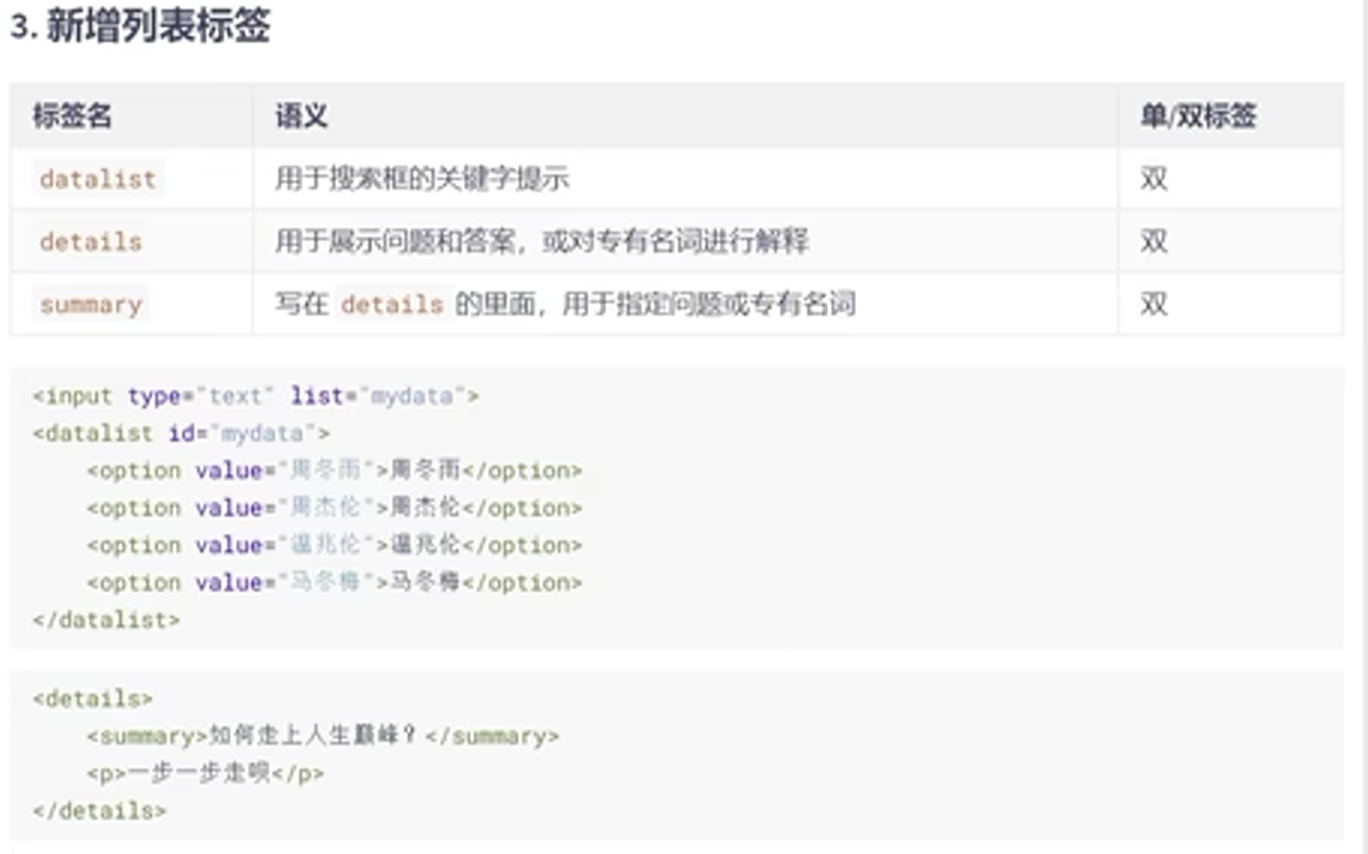 3. 新增列表标签
标签名 语义 单/双标签
datalist 用于搜索框的关键字提示 双
details 用于展示问题和答案，或对专有名词进行解释 双
summary 写在 details 的里面，用于指定问题或专有名词 双
<input type="text" list="mydata">
<datalist id="mydata">
<option value="周冬雨">周冬雨</option>
<option value="周杰伦">周杰伦</option>
<option value="温兆伦">温兆伦</option>
<option value="马冬梅">马冬梅</option>
</datalist>
<details>
<summary>如何走上人生巅峰？</summary>
<p>一步一步走呗</p>
</details>